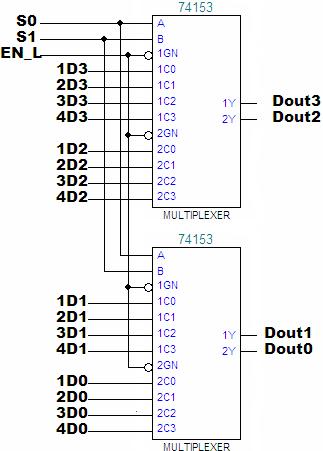 74153
S0 A
S1 B
EN_L 1GN
1D3 1C0
2D3 1C1
3D3 1C2 1Y Dout3
4D3 1C3 2Y Dout2
2GN
1D2 2C0
2D2 2C1
3D2 2C2
4D2 2C3
MULTIPLEXER
74153
A
B
1GN
1D1 1C0
2D1 1C1
3D1 1C2 1Y Dout1
4D1 1C3 2Y Dout0
2GN
1D0 2C0
2D0 2C1
3D0 2C2
4D0 2C3
MULTIPLEXER